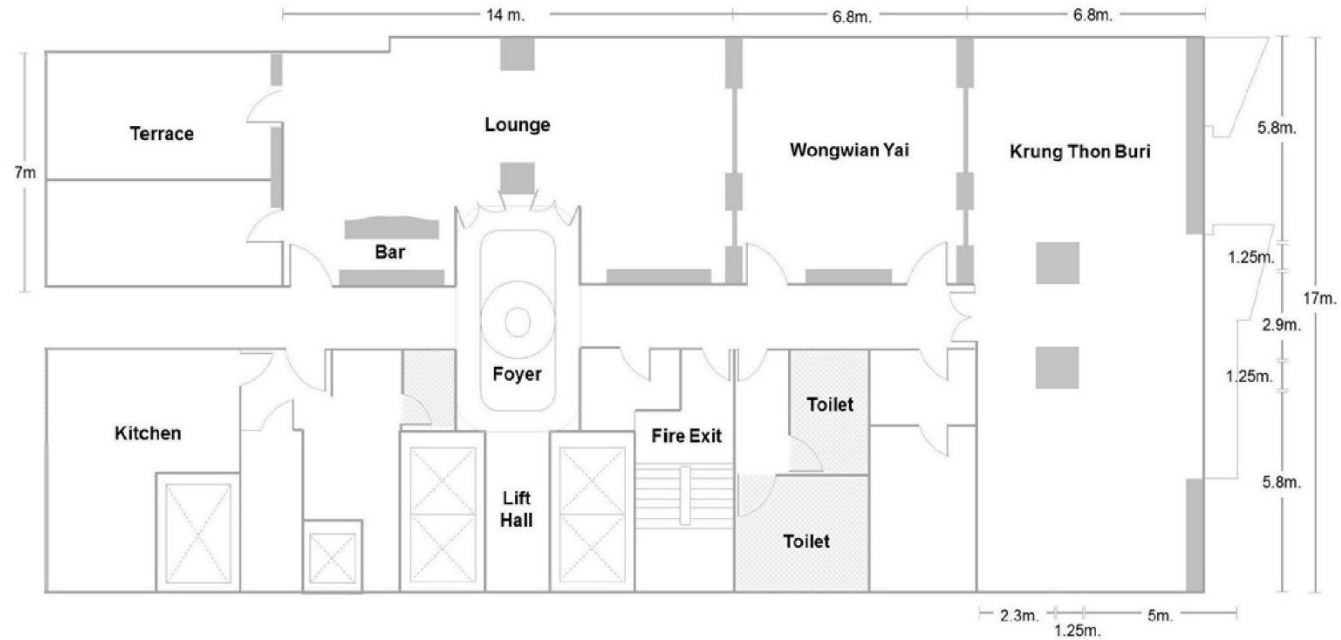 14 m.
6.8m.
6.8m.
Terrace
Lounge
Wongwian Yai
Krung Thon Buri
5.8m.
7m
Bar
1.25m.
17m.
2.9m.
Foyer
1.25m.
Toilet
Kitchen
Fire Exit
5.8m.
Lift
Hall
Toilet
2.3m.
5m.
1.25m.